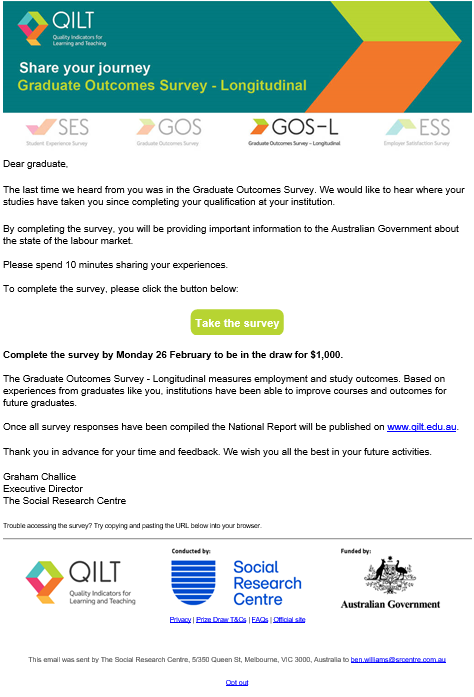 QILT
Quality Indicators for
Learning and Teaching
Share your journey
Graduate Outcomes Survey - Longitudinal
SES
Student Experience Survey
GOS
Graduate Outcomes Survey
GOS-L
Graduate Outcomes Survey – Longitudinal
ESS
Employer Satisfaction Survey
Dear graduate,
The last time we heard from you was in the Graduate Outcomes Survey. We would like to hear where your
studies have taken you since completing your qualification at your institution.
By completing the survey, you will be providing important information to the Australian Government about
the state of the labour market.
Please spend 10 minutes sharing your experiences.
To complete the survey, please click the button below:
Take the survey
Complete the survey by Monday 26 February to be in the draw for $1,000.
The Graduate Outcomes Survey - Longitudinal measures employment and study outcomes. Based on
experiences from graduates like you, institutions have been able to improve courses and outcomes for
future graduates.
Once all survey responses have been compiled the National Report will be published on www.qilt.edu.au.
Thank you in advance for your time and feedback. We wish you all the best in your future activities.
Graham Challice
Executive Director
The Social Research Centre
Trouble accessing the survey? Try copying and pasting the URL below into your browser.
QILT
Quality Indicators for
Learning and Teaching
Conducted by:
Social
Research
Centre
Funded by:
Australian Government
Privacy | Prize Draw T&Cs | FAQs | Official site
This email was sent by The Social Research Centre, 5/350 Queen St, Melbourne, VIC 3000, Australia to ben.williams@srcentre.com.au
Opt out